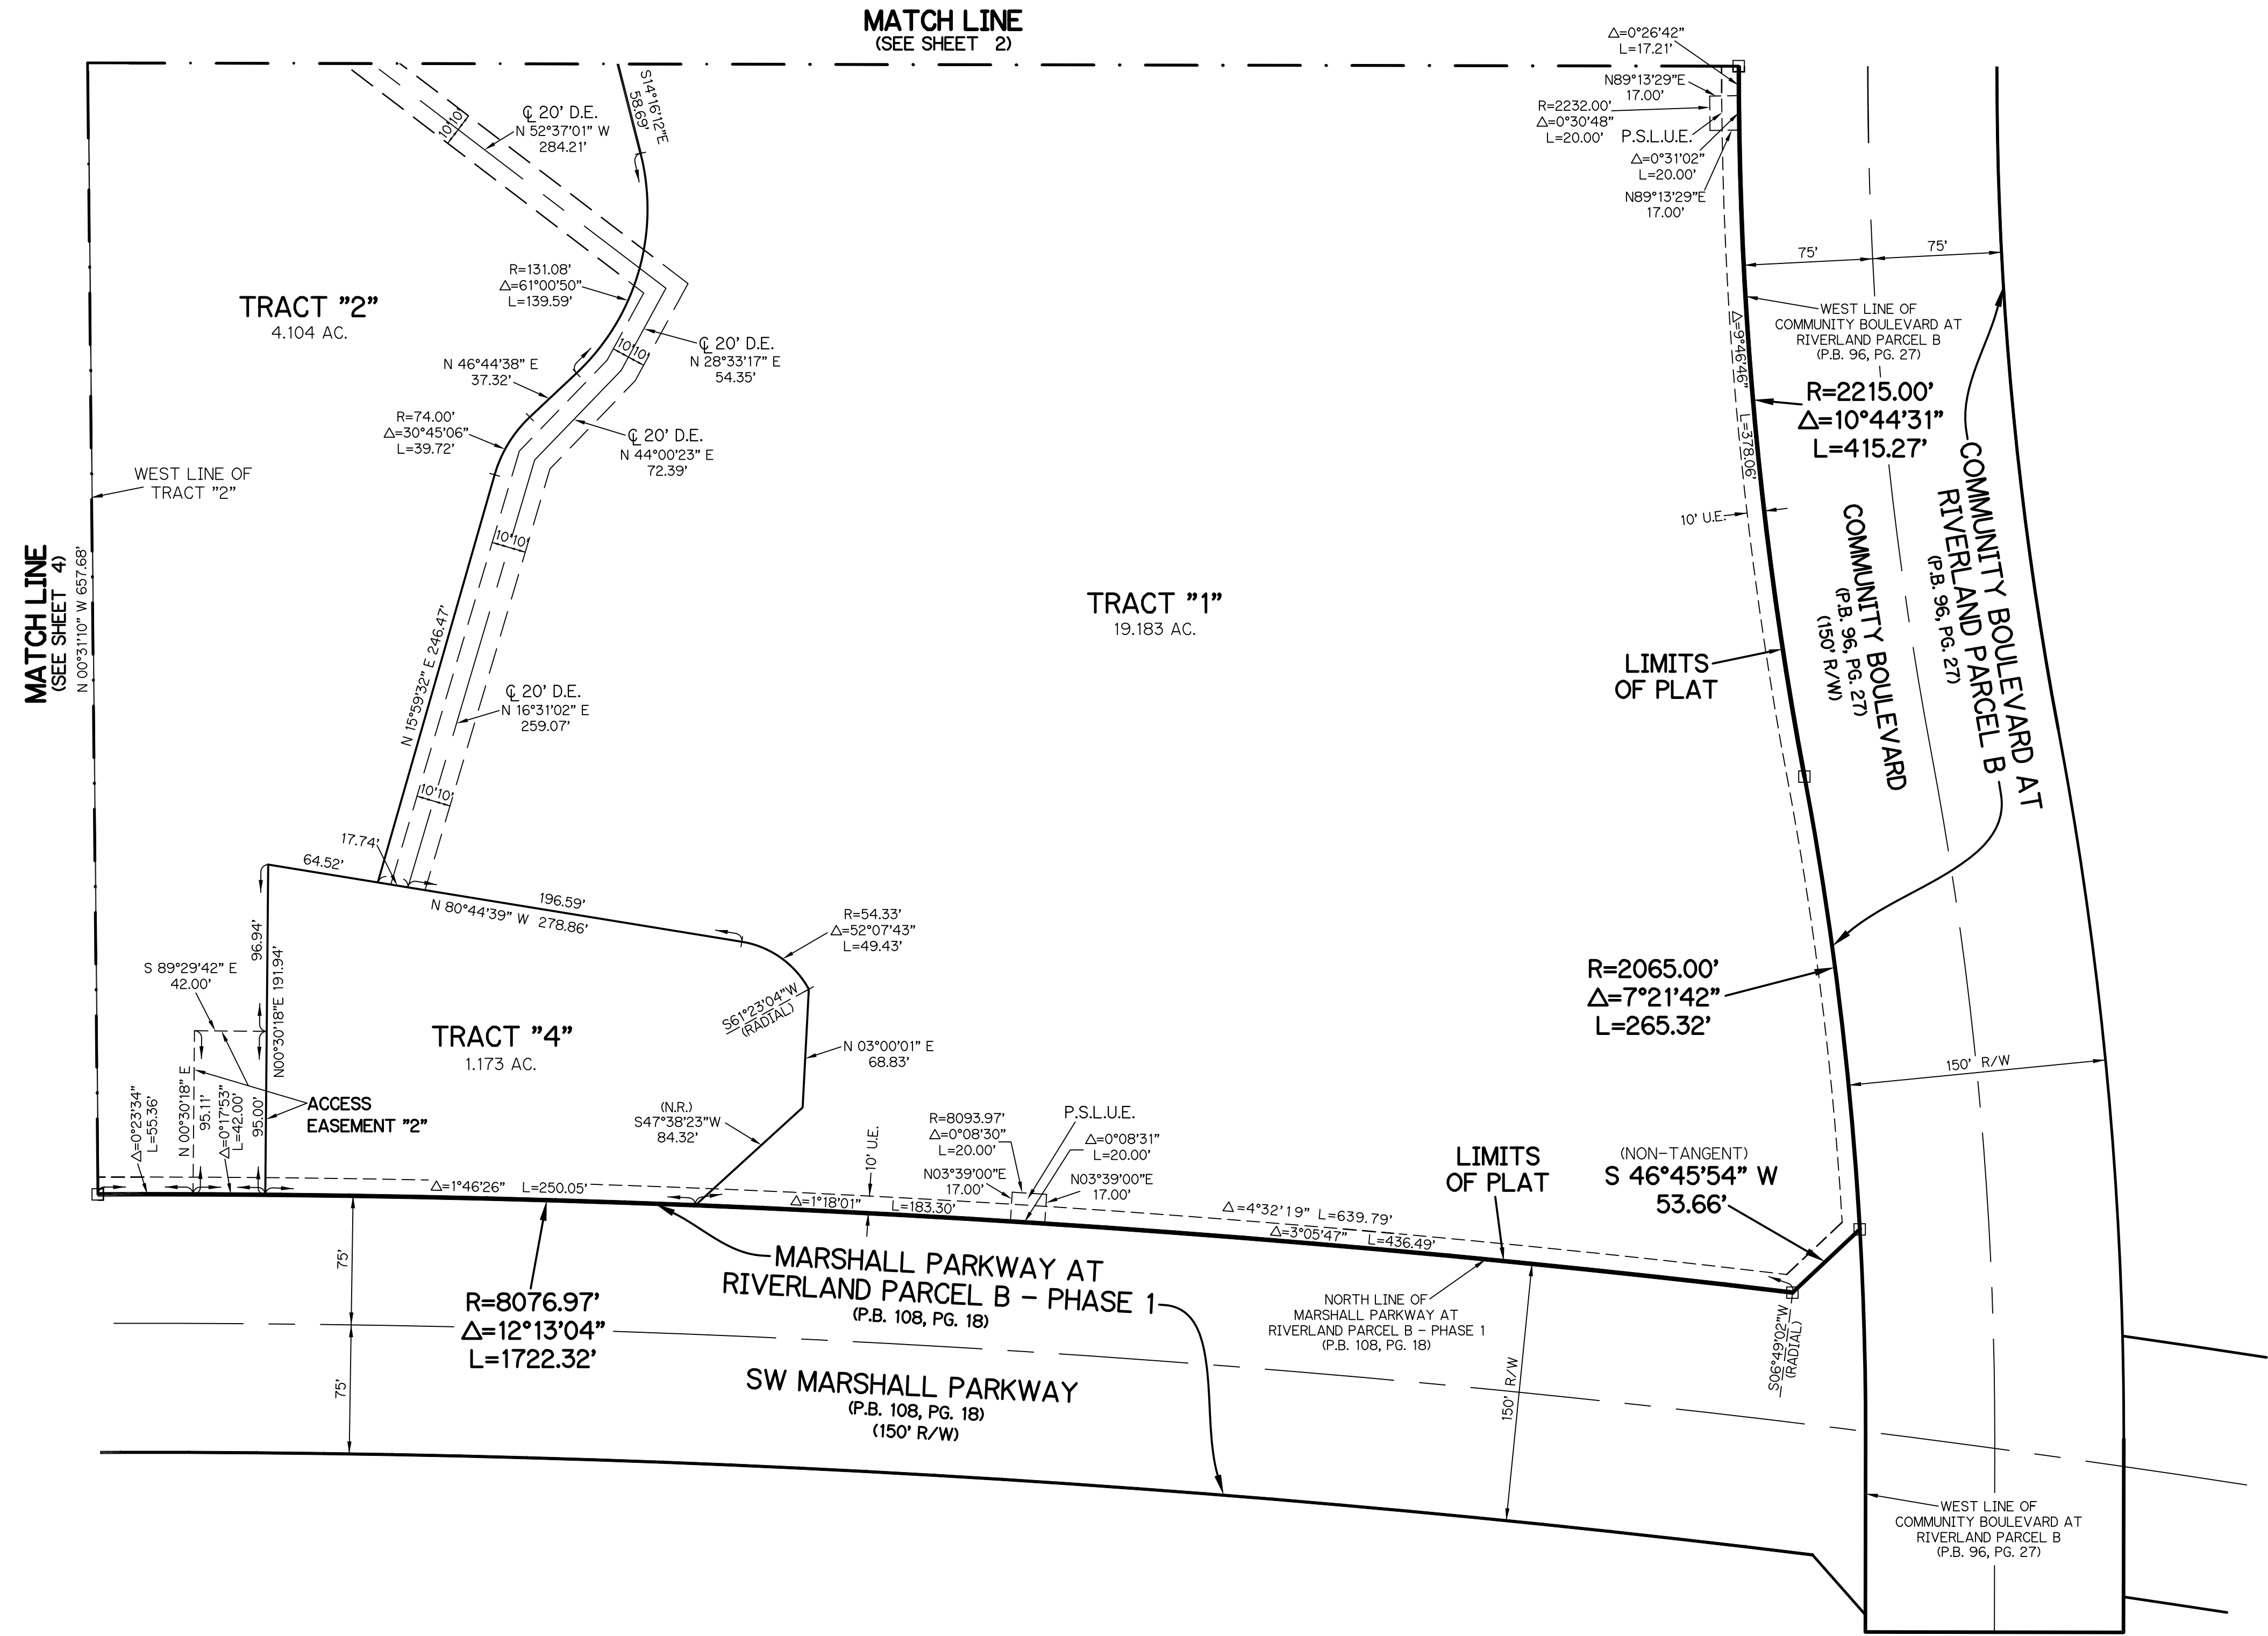 MATCH LINE
(SEE SHEET 2)
△=0°26'42"
L=17.21'
N89°13'29"E
17.00'
R=2232.00'
△=0°30'48"
L=20.00'
P.S.L.U.E.
△=0°31'02"
L=20.00'
N89°13'29"E
17.00'
S14°16'12"E
58.69'
10'10'
℄ 20' D.E.
N 52°37'01" W
284.21'
75'
75'
R=131.08'
△=61°00'50"
L=139.59'
TRACT "2"
4.104 AC.
WEST LINE OF
COMMUNITY BOULEVARD AT
RIVERLAND PARCEL B
(P.B. 96, PG. 27)
△=9°46'46" L=378.06'
10'10'
℄ 20' D.E.
N 28°33'17" E
54.35'
N 46°44'38" E
37.32'
R=2215.00'
△=10°44'31"
L=415.27'
R=74.00'
△=30°45'06"
L=39.72'
℄ 20' D.E.
N 44°00'23" E
72.39'
WEST LINE OF
TRACT "2"
10' U.E.
10'10'
MATCH LINE
(SEE SHEET 4)
N 00°31'10" W 657.68'
TRACT "1"
19.183 AC.
COMMUNITY BOULEVARD
(P.B. 96, PG. 27)
(150' R/W)
COMMUNITY BOULEVARD AT
RIVERLAND PARCEL B
(P.B. 96, PG. 27)
N 15°59'32" E 246.47'
LIMITS
OF PLAT
℄ 20' D.E.
N 16°31'02" E
259.07'
10'10'
17.74'
64.52'
196.59'
N 80°44'39" W 278.86'
R=54.33'
△=52°07'43"
L=49.43'
S61°23'04"W
(RADIAL)
96.94'
N00°30'18"E 191.94'
S 89°29'42" E
42.00'
R=2065.00'
△=7°21'42"
L=265.32'
TRACT "4"
1.173 AC.
N 03°00'01" E
68.83'
150' R/W
△=0°23'34"
L=55.36'
N 00°30'18" E
95.11'
△=0°17'53"
L=42.00'
95.00'
ACCESS
EASEMENT "2"
(N.R.)
S47°38'23"W
84.32'
10' U.E.
R=8093.97'
△=0°08'30"
L=20.00'
P.S.L.U.E.
△=0°08'31"
L=20.00'
N03°39'00"E
17.00'
N03°39'00"E
17.00'
LIMITS
OF PLAT
(NON-TANGENT)
S 46°45'54" W
53.66'
△=1°46'26" L=250.05'
△=1°18'01" L=183.30'
△=4°32'19" L=639.79'
△=3°05'47" L=436.49'
75'
75'
MARSHALL PARKWAY AT
RIVERLAND PARCEL B - PHASE 1
(P.B. 108, PG. 18)
R=8076.97'
△=12°13'04"
L=1722.32'
NORTH LINE OF
MARSHALL PARKWAY AT
RIVERLAND PARCEL B - PHASE 1
(P.B. 108, PG. 18)
S06°49'02"W
(RADIAL)
150' R/W
SW MARSHALL PARKWAY
(P.B. 108, PG. 18)
(150' R/W)
WEST LINE OF
COMMUNITY BOULEVARD AT
RIVERLAND PARCEL B
(P.B. 96, PG. 27)